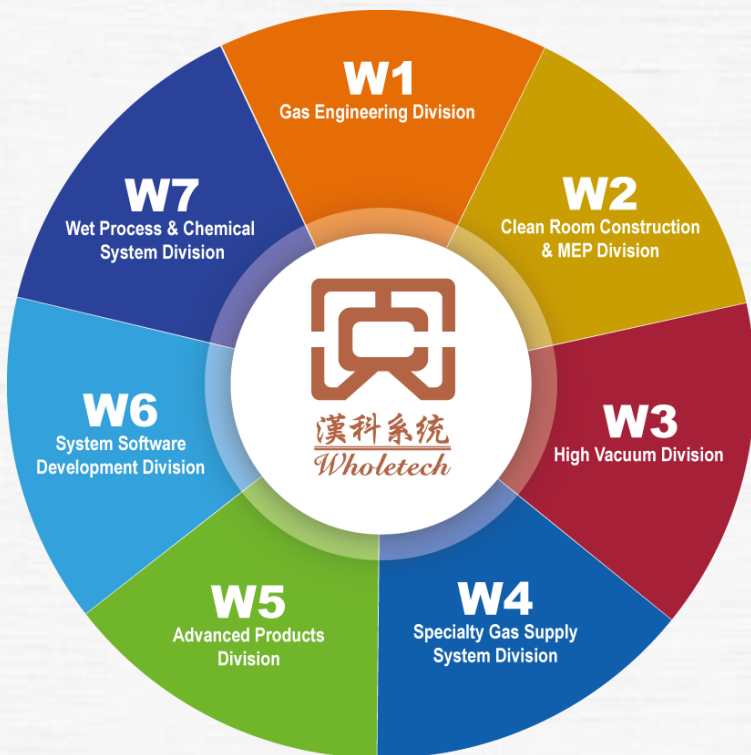 W1
Gas Engineering Division
W2
Clean Room Construction
& MEP Division
W3
High Vacuum Division
W4
Specialty Gas Supply
System Division
W5
Advanced Products
Division
W6
System Software
Development Division
W7
Wet Process & Chemical
System Division
漢科系统
Wholetech